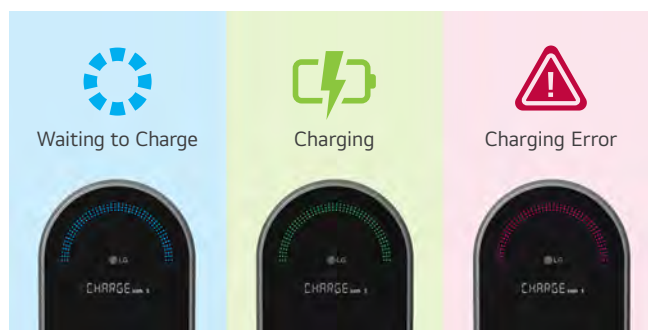 Waiting to Charge
Charging
Charging Error
LG
LG
LG
CHARGE
CHARGE
CHARGE